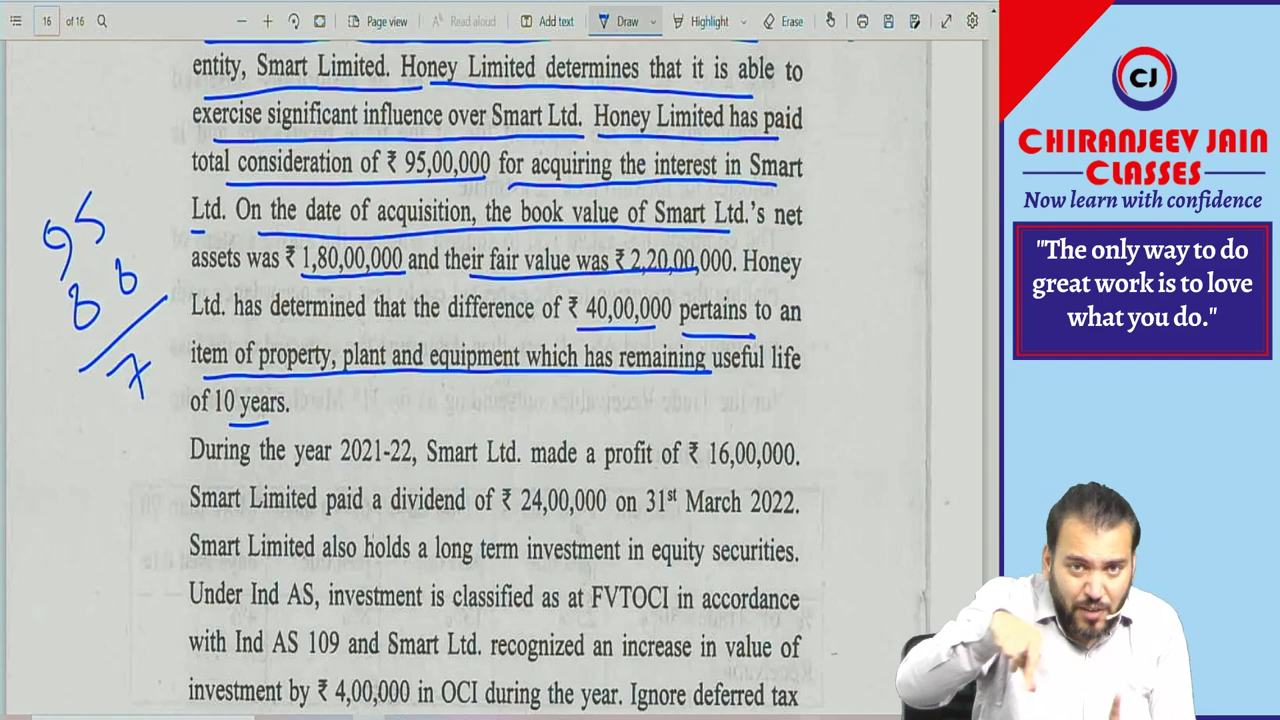 16 of 16
Page view
Read aloud
Add text
Draw
Highlight
Erase
entity, Smart Limited. Honey Limited determines that it is able to
exercise significant influence over Smart Ltd. Honey Limited has paid
total consideration of ₹ 95,00,000 for acquiring the interest in Smart
Ltd. On the date of acquisition, the book value of Smart Ltd.'s net
assets was ₹ 1,80,00,000 and their fair value was ₹ 2,20,00,000. Honey
Ltd. has determined that the difference of ₹ 40,00,000 pertains to an
item of property, plant and equipment which has remaining useful life
of 10 years.
During the year 2021-22, Smart Ltd. made a profit of ₹ 16,00,000.
Smart Limited paid a dividend of ₹ 24,00,000 on 31st March 2022.
Smart Limited also holds a long term investment in equity securities.
Under Ind AS, investment is classified as at FVTOCI in accordance
with Ind AS 109 and Smart Ltd. recognized an increase in value of
investment by ₹ 4,00,000 in OCI during the year. Ignore deferred tax
95
7
CJ
CHIRANJEEV JAIN
CLASSES
Now learn with confidence
"The only way to do
great work is to love
what you do."